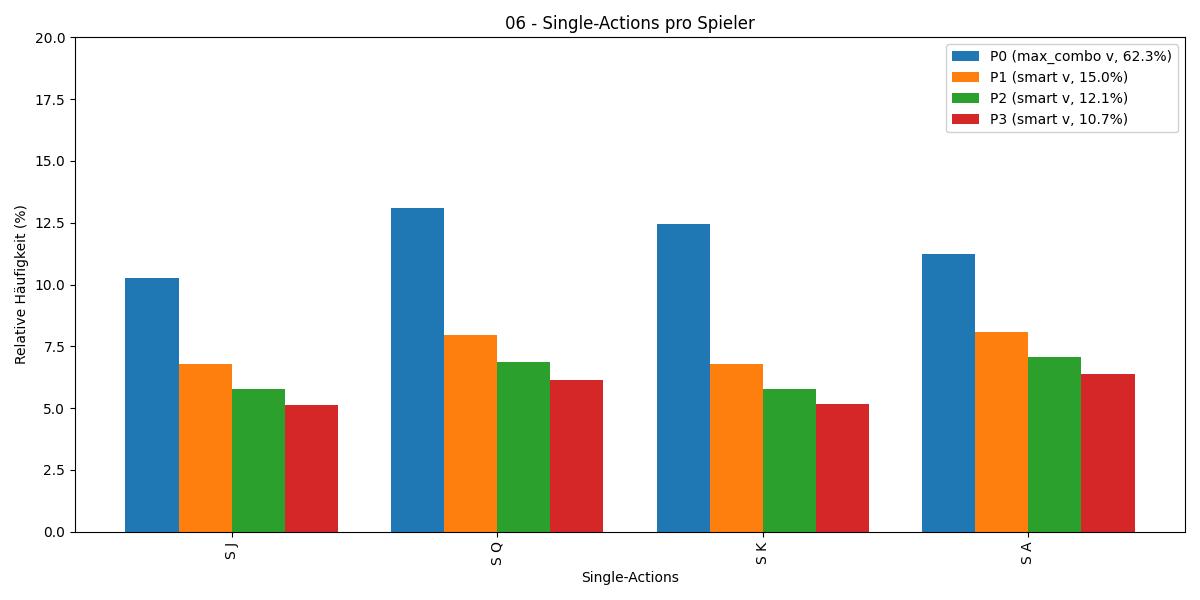 06 - Single-Actions pro Spieler
20.0
17.5
15.0
12.5
10.0
7.5
5.0
2.5
0.0
Relative Häufigkeit (%)
P0 (max_combo v, 62.3%)
P1 (smart v, 15.0%)
P2 (smart v, 12.1%)
P3 (smart v, 10.7%)
S J
S Q
S K
S A
Single-Actions